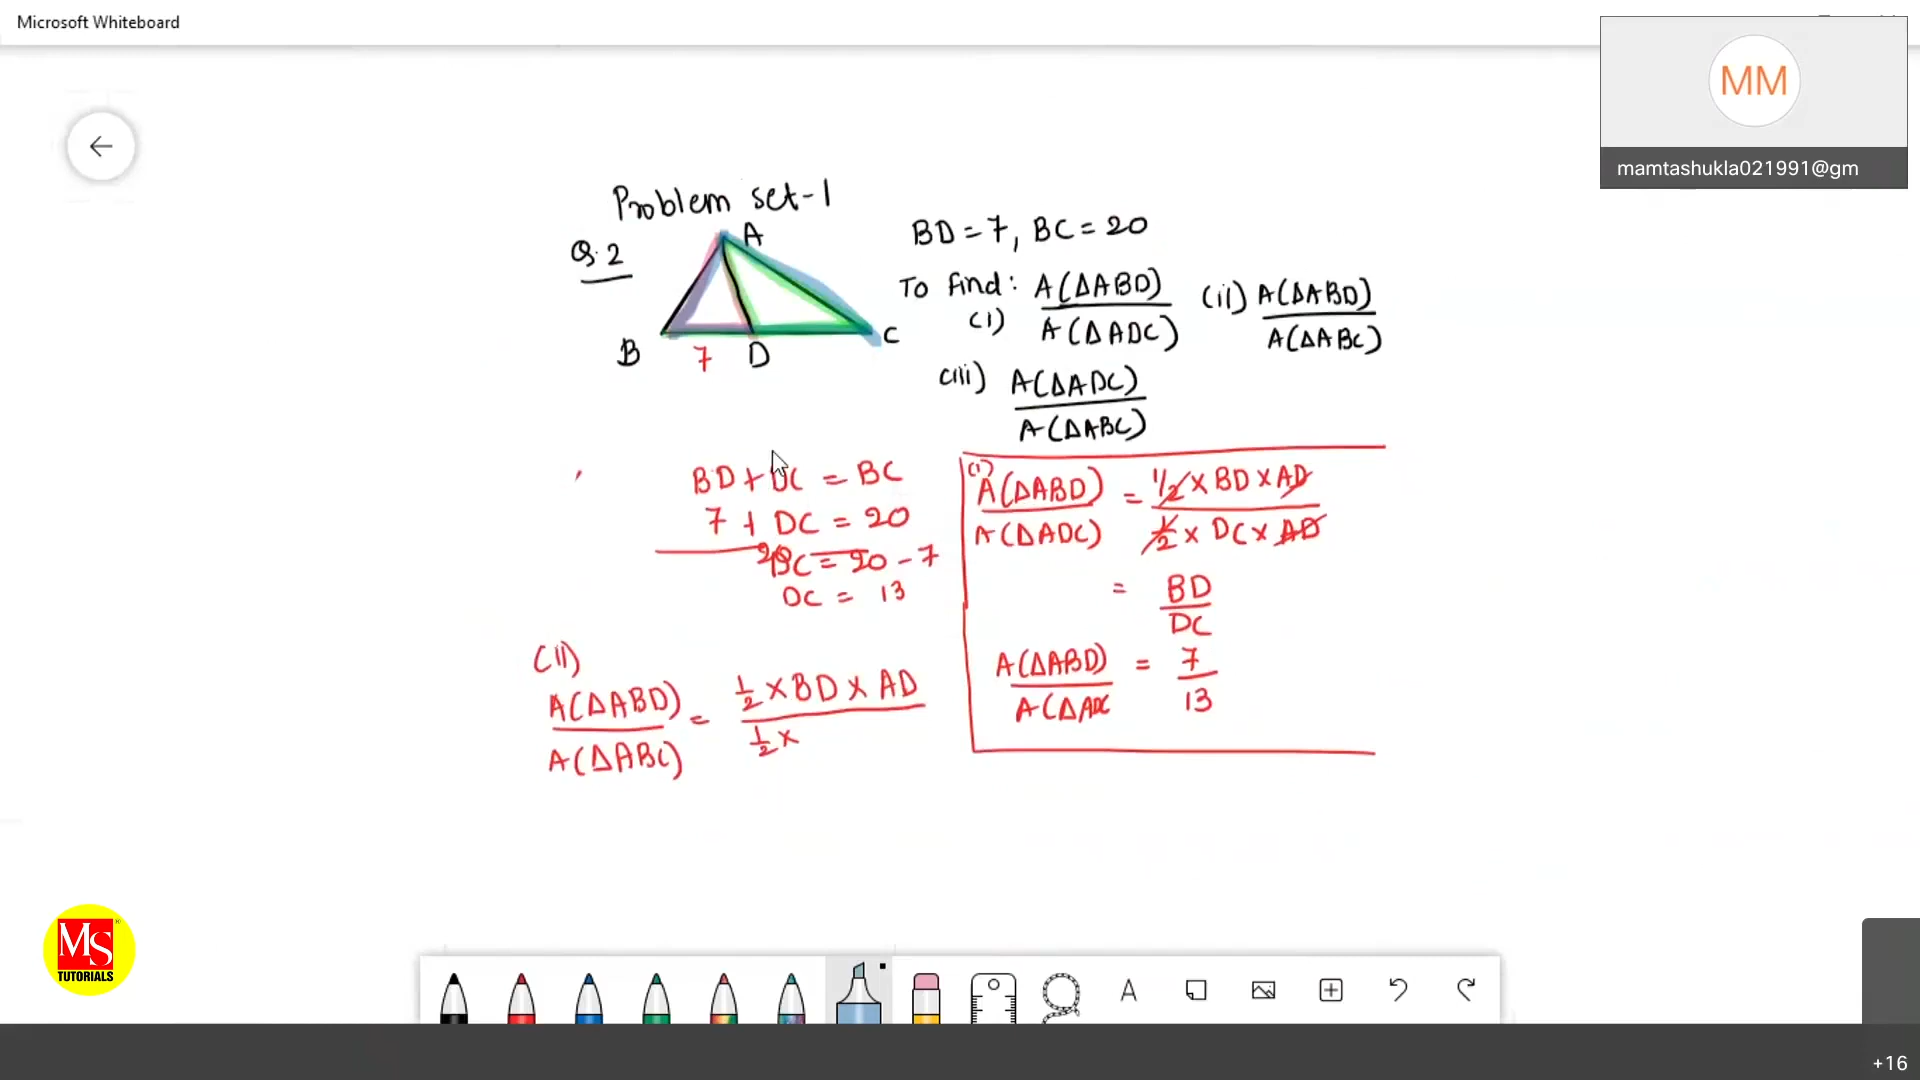 Microsoft Whiteboard
MM
mamtashukla021991@gm
Problem set-1
Q.2
A
B
7
D
C
BD = 7, BC = 20
To find: (i) A(ΔABD) / A(ΔADC) (ii) A(ΔABD) / A(ΔABC)
(iii) A(ΔADC) / A(ΔABC)
BD + DC = BC
7 + DC = 20
DC = 20 - 7
DC = 13
(i) A(ΔABD) / A(ΔADC) = 1/2 × BD × AD / 1/2 × DC × AD
= BD / DC
A(ΔABD) / A(ΔADC = 7 / 13
(ii)
A(ΔABD) / A(ΔABC) = 1/2 × BD × AD / 1/2 ×
MS
TUTORIALS
A
+16